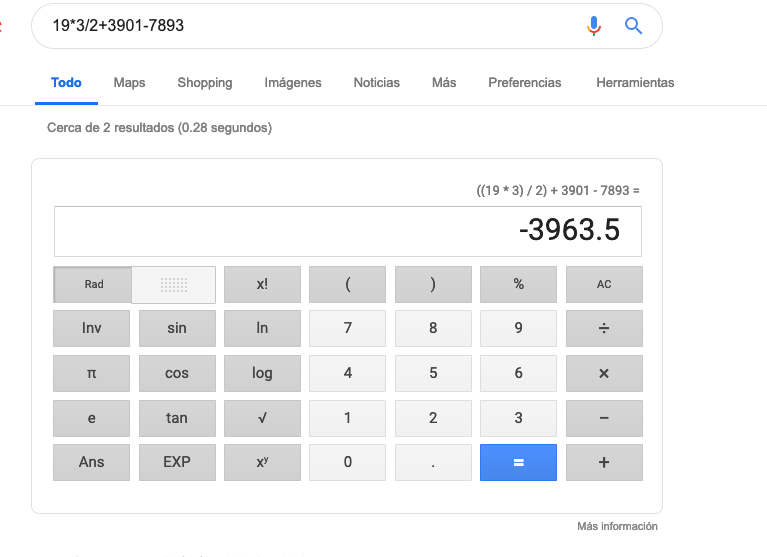 19*3/2+3901-7893
Todo Maps Shopping Imágenes Noticias Más Preferencias Herramientas
Cerca de 2 resultados (0.28 segundos)
((19 * 3) / 2) + 3901 - 7893 =
-3963.5
Rad x! ( ) % AC
Inv sin ln 7 8 9 ÷
π cos log 4 5 6 ×
e tan √ 1 2 3 −
Ans EXP xʸ 0 . = +
Más información